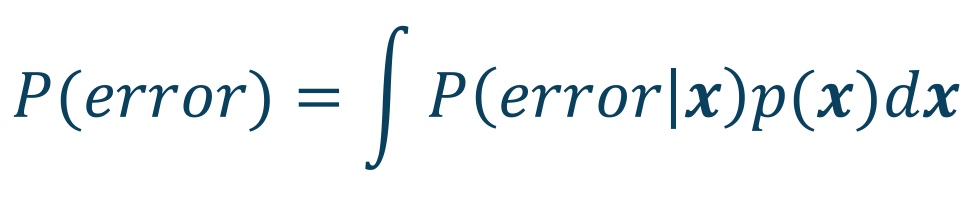 P(error) = ∫ P(error|x)p(x)dx